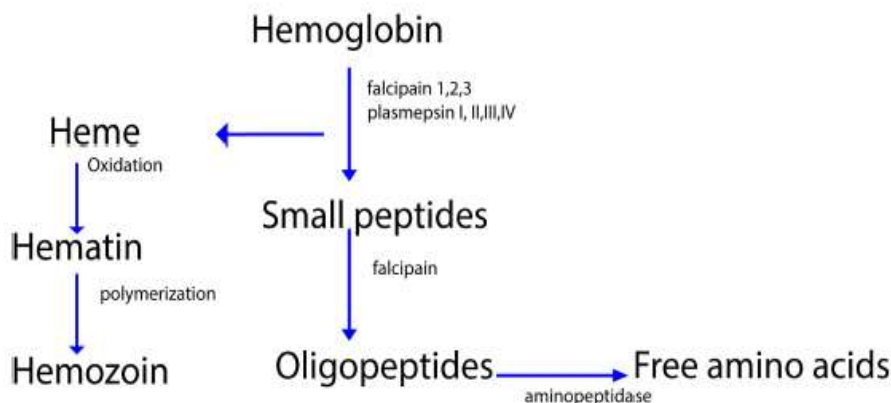 Hemoglobin
falcipain 1,2,3
plasmepsin I, II,III,IV
Heme
Oxidation
Small peptides
Hematin
falcipain
polymerization
Hemozoin
Oligopeptides
Free amino acids
aminopeptidase